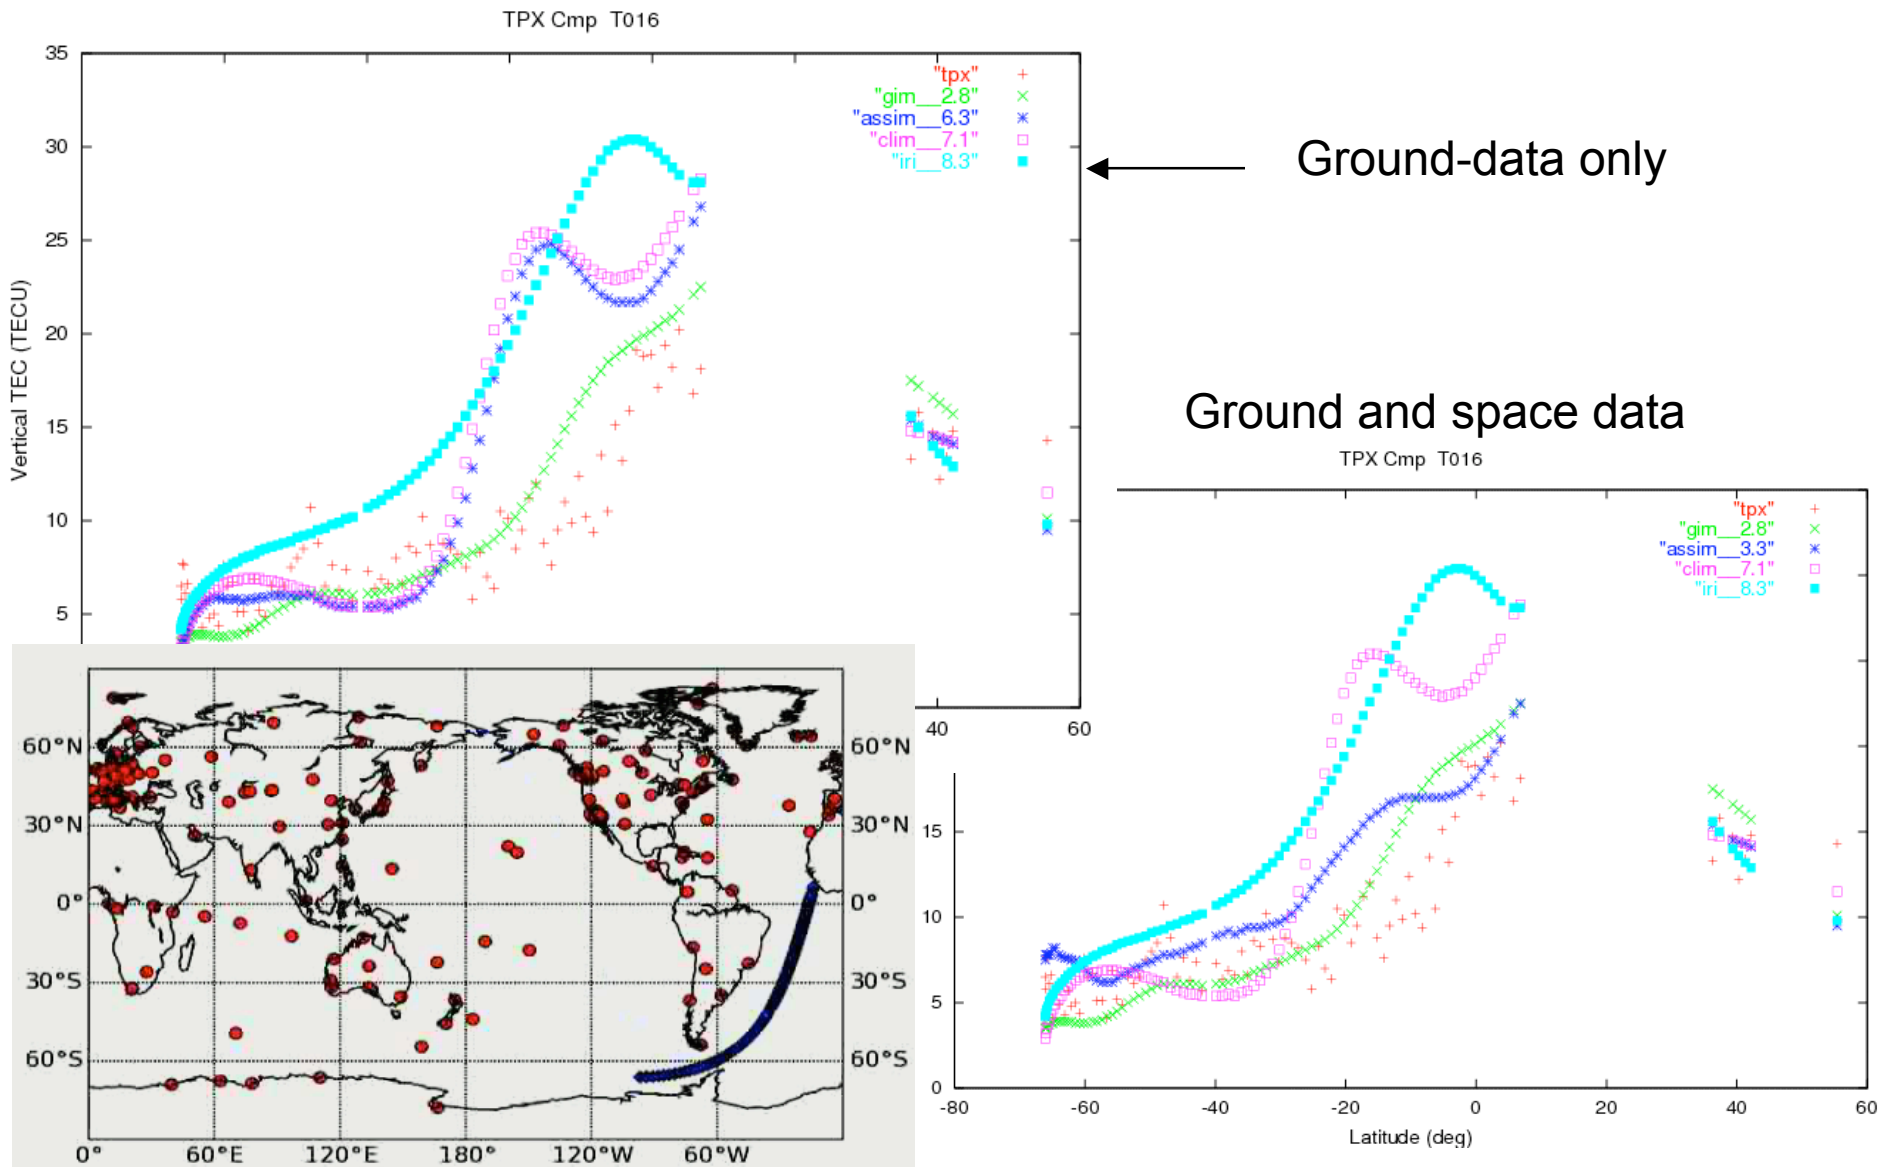 TPX Cmp T016
35
30
25
20
15
10
5
Vertical TEC (TECU)
"tpx"
"gim__2.8"
"assim__6.3"
"clim__7.1"
"iri__8.3"
40
60
Ground-data only
Ground and space data
TPX Cmp T016
"tpx"
"gim__2.8"
"assim__3.3"
"clim__7.1"
"iri__8.3"
15
10
5
0
-80 -60 -40 -20 0 20 40 60
Latitude (deg)
60°N 60°N
30°N 30°N
0° 0°
30°S 30°S
60°S 60°S
0° 60°E 120°E 180° 120°W 60°W